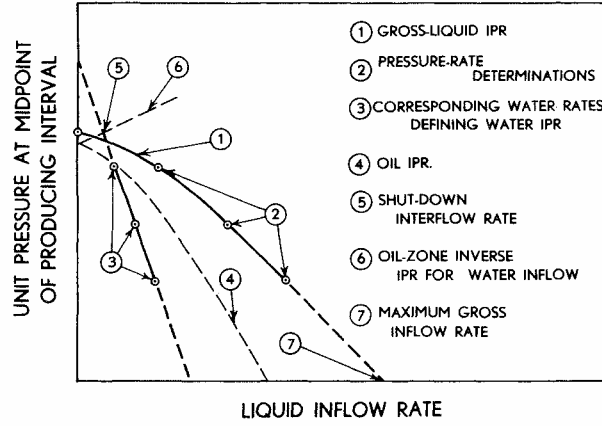 UNIT PRESSURE AT MIDPOINT
OF PRODUCING INTERVAL
5
6
1
2
3
4
7
1 GROSS-LIQUID IPR
2 PRESSURE-RATE
DETERMINATIONS
3 CORRESPONDING WATER RATES
DEFINING WATER IPR
4 OIL IPR.
5 SHUT-DOWN
INTERFLOW RATE
6 OIL-ZONE INVERSE
IPR FOR WATER INFLOW
7 MAXIMUM GROSS
INFLOW RATE
LIQUID INFLOW RATE